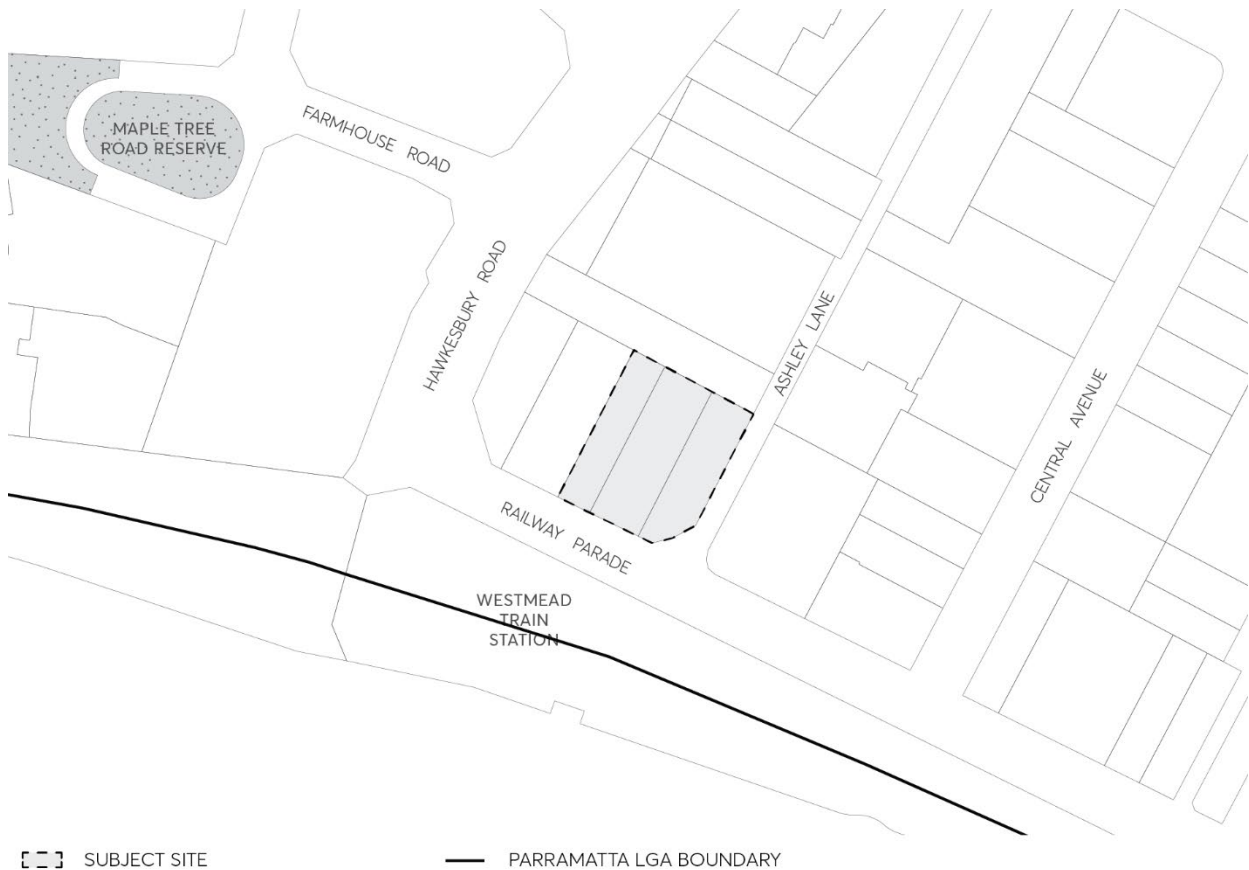 MAPLE TREE
ROAD RESERVE
FARMHOUSE ROAD
HAWKESBURY ROAD
ASHLEY LANE
CENTRAL AVENUE
RAILWAY PARADE
WESTMEAD
TRAIN
STATION
SUBJECT SITE
PARRAMATTA LGA BOUNDARY